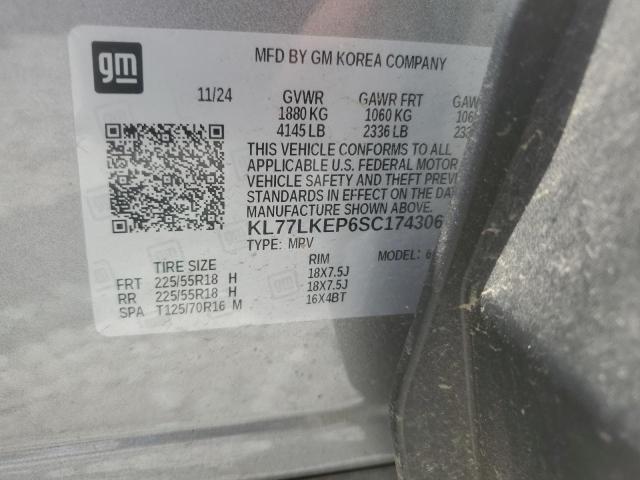 gm
MFD BY GM KOREA COMPANY
11/24 GVWR GAWR FRT
1880 KG 1060 KG
4145 LB 2336 LB
THIS VEHICLE CONFORMS TO ALL
APPLICABLE U.S. FEDERAL MOTOR
VEHICLE SAFETY AND THEFT
STANDARDS IN EFFECT ON THE
MANUFACTURE SHOWN ABOVE.
KL77LKEP6SC174306
TYPE: MPV MODEL:
TIRE SIZE RIM
FRT 225/55R18 H 18X7.5J
RR 225/55R18 H 18X7.5J
SPA T125/70R16 M 16X4BT